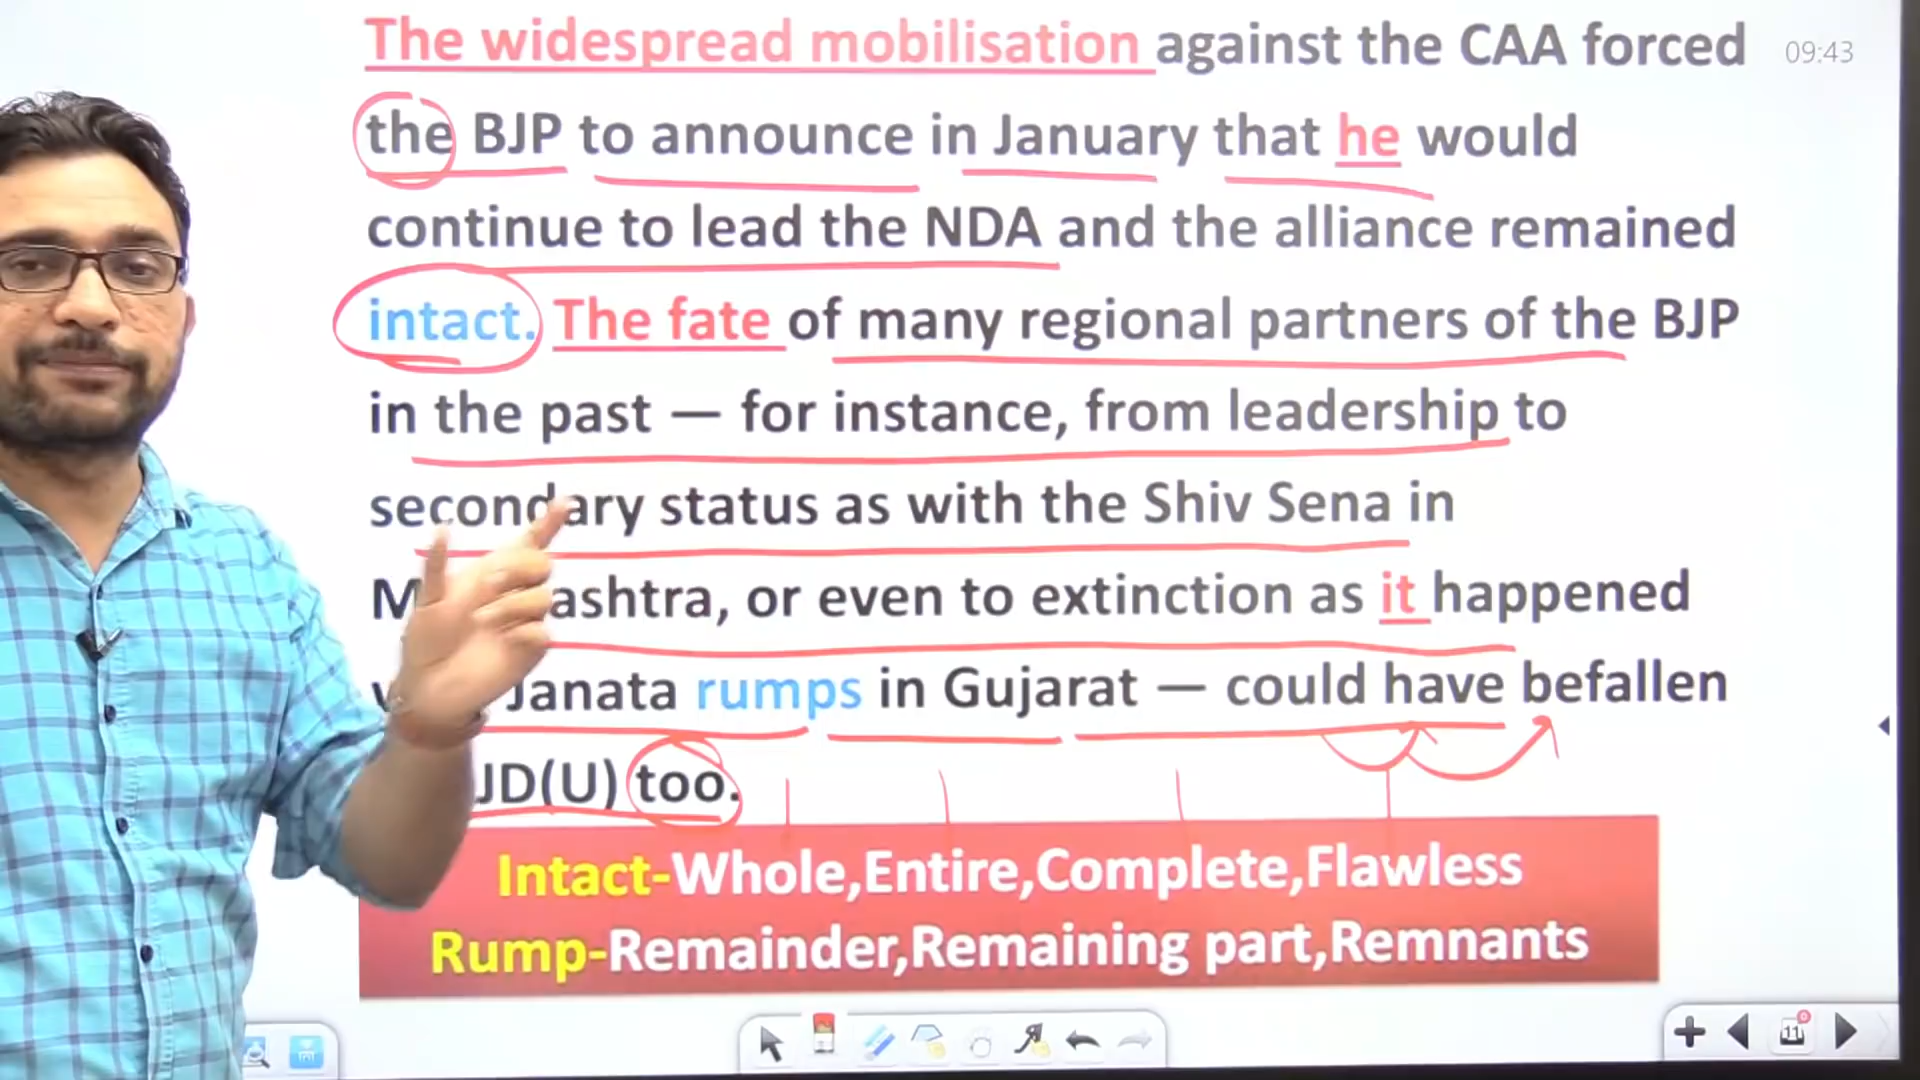 The widespread mobilisation against the CAA forced
09:43
the BJP to announce in January that he would
continue to lead the NDA and the alliance remained
intact. The fate of many regional partners of the BJP
in the past — for instance, from leadership to
secondary status as with the Shiv Sena in
ashtra, or even to extinction as it happened
Janata rumps in Gujarat — could have befallen
JD(U) too.
Intact-Whole,Entire,Complete,Flawless
Rump-Remainder,Remaining part,Remnants
11